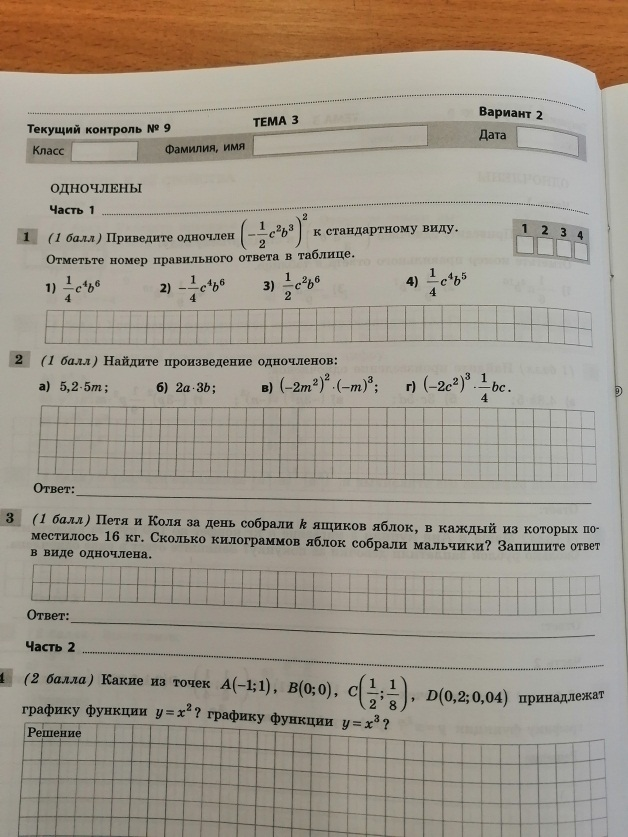 Текущий контроль № 9 ТЕМА 3 Вариант 2
Класс Фамилия, имя Дата
ОДНОЧЛЕНЫ
Часть 1
1 (1 балл) Приведите одночлен (-1/2 c²b³)² к стандартному виду.
1 2 3 4
Отметьте номер правильного ответа в таблице.
1) 1/4 c⁴b⁶ 2) -1/4 c⁴b⁶ 3) 1/2 c²b⁶ 4) 1/4 c⁴b⁵
2 (1 балл) Найдите произведение одночленов:
а) 5,2·5m; б) 2a·3b; в) (-2m²)²·(-m)³; г) (-2c²)³·1/4 bc.
Ответ:
3 (1 балл) Петя и Коля за день собрали k ящиков яблок, в каждый из которых по-
местилось 16 кг. Сколько килограммов яблок собрали мальчики? Запишите ответ
в виде одночлена.
Ответ:
Часть 2
4 (2 балла) Какие из точек A(-1;1), B(0;0), C(1/2;1/8), D(0,2;0,04) принадлежат
графику функции y=x²? графику функции y=x³?
Решение